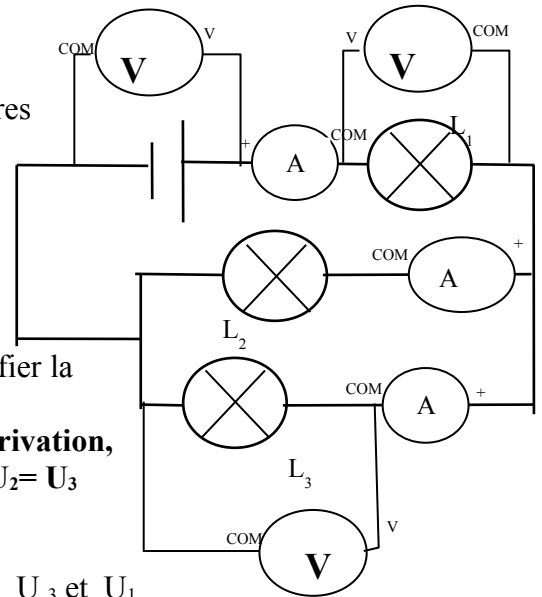 COM V V COM
V V
res
COM L1
+ A
COM +
A
L2
fier la
COM +
A
rivation,
U2= U3
L3
V
COM
V
U 3 et U1